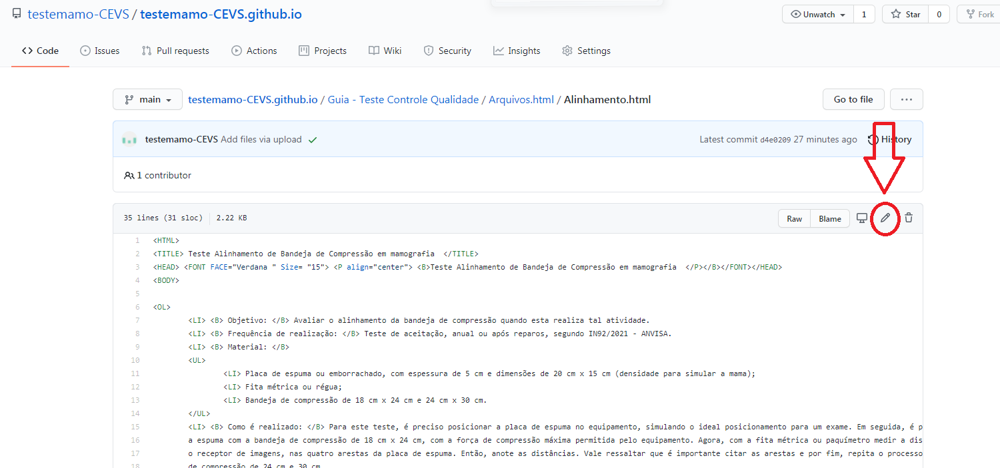 testemamo-CEVS / testemamo-CEVS.github.io
Unwatch 1 Star 0 Fork
Code Issues Pull requests Actions Projects Wiki Security Insights Settings
main testemamo-CEVS.github.io / Guia - Teste Controle Qualidade / Arquivos.html / Alinhamento.html Go to file ...
testemamo-CEVS Add files via upload Latest commit d4e0209 27 minutes ago History
1 contributor
35 lines (31 sloc) 2.22 KB Raw Blame
1 <HTML>
2 <TITLE> Teste Alinhamento de Bandeja de Compressão em mamografia </TITLE>
3 <HEAD> <FONT FACE="Verdana " Size= "15"> <P align="center"> <B>Teste Alinhamento de Bandeja de Compressão em mamografia </P></B></FONT></HEAD>
4 <BODY>
5
6 <OL>
7 <LI> <B> Objetivo: </B> Avaliar o alinhamento da bandeja de compressão quando esta realiza tal atividade.
8 <LI> <B> Frequência de realização: </B> Teste de aceitação, anual ou após reparos, segundo IN92/2021 - ANVISA.
9 <LI> <B> Material: </B>
10 <UL>
11 <LI> Placa de espuma ou emborrachado, com espessura de 5 cm e dimensões de 20 cm x 15 cm (densidade para simular a mama);
12 <LI> Fita métrica ou régua;
13 <LI> Bandeja de compressão de 18 cm x 24 cm e 24 cm x 30 cm.
14 </UL>
15 <LI> <B> Como é realizado: </B> Para este teste, é preciso posicionar a placa de espuma no equipamento, simulando o ideal posicionamento para um exame. Em seguida, é p
16 a espuma com a bandeja de compressão de 18 cm x 24 cm, com a força de compressão máxima permitida pelo equipamento. Agora, com a fita métrica ou paquímetro medir a dis
17 o receptor de imagens, nas quatro arestas da placa de espuma. Então, anote as distâncias. Vale ressaltar que é importante citar as arestas e por fim, repita o processo
18 de compressão de 24 cm e 30 cm.